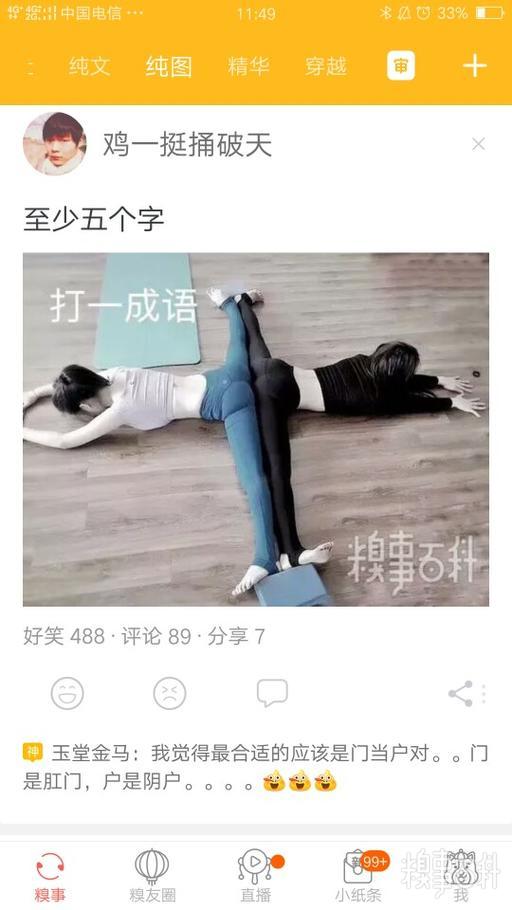 4G+ 4G+ 2G 中国电信 ··· 11:49 33%
纯文 纯图 精华 穿越 审
鸡一挺捅破天
至少五个字
打一成语
糗事百科
好笑 488 · 评论 89 · 分享 7
神 玉堂金马：我觉得最合适的应该是门当户对。。门
是肛门，户是阴户。。。。
新 99+
糗事 糗友圈 直播 小纸条 我
糗事百科